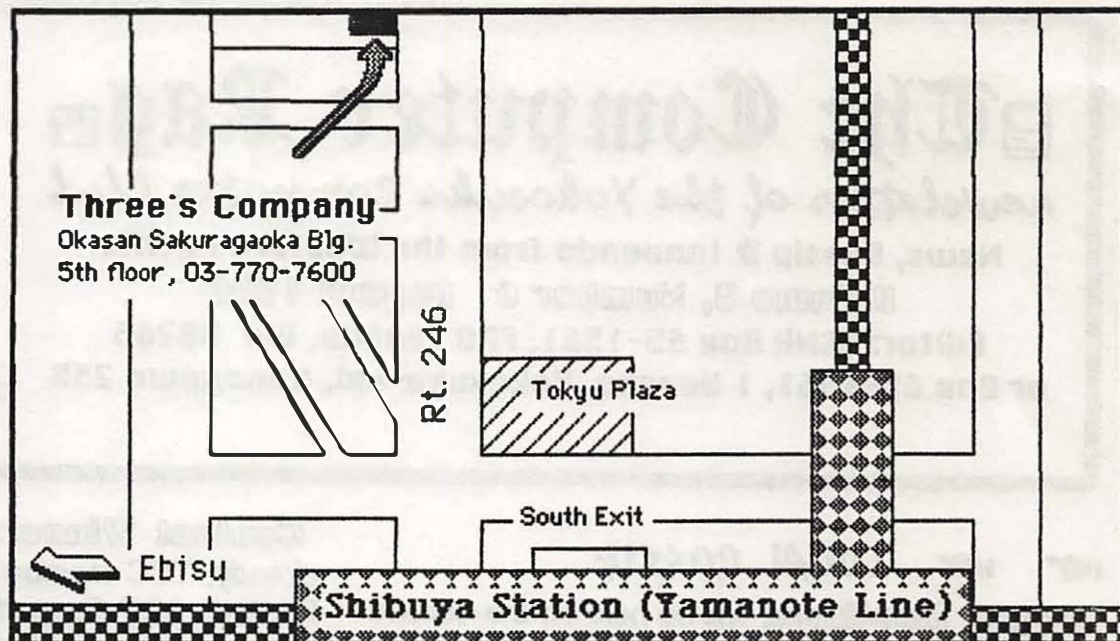 Three's Company
Okasan Sakuragaoka Blg.
5th floor, 03-770-7600
Rt.246
Tokyu Plaza
South Exit
Ebisu
Shibuya Station (Yamanote Line)